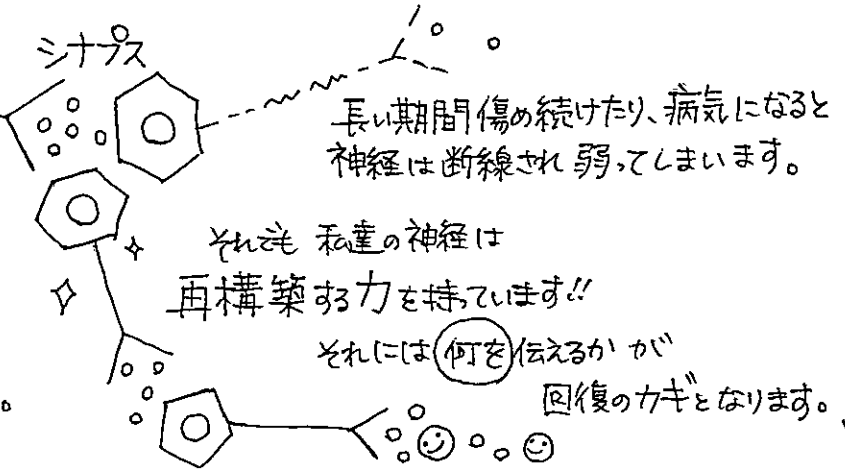 シナプス
長い期間傷め続けたり、病気になると
神経は断線され弱ってしまいます。
それでも私達の神経は
再構築する力を持っています!!
それには何を伝えるかが
回復のカギとなります。